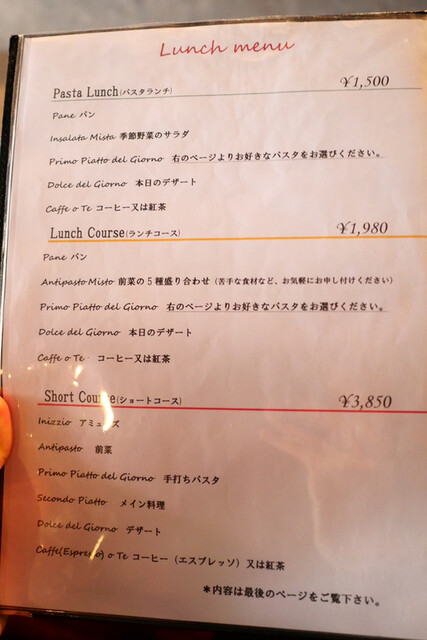 Lunch menu
Pasta Lunch(パスタランチ) ¥1,500
Pane パン
Insalata Mista 季節野菜のサラダ
Primo Piatto del Giorno 右のページよりお好きなパスタをお選びください。
Dolce del Giorno 本日のデザート
Caffe o Te コーヒー又は紅茶
Lunch Course(ランチコース) ¥1,980
Pane パン
Antipasto Misto 前菜の5種盛り合わせ(苦手な食材など、お気軽にお申し付けください)
Primo Piatto del Giorno 右のページよりお好きなパスタをお選びください。
Dolce del Giorno 本日のデザート
Caffe o Te コーヒー又は紅茶
Short Course(ショートコース) ¥3,850
Inizzio アミューズ
Antipasto 前菜
Primo Piatto del Giorno 手打ちパスタ
Secondo Piatto メイン料理
Dolce del Giorno デザート
Caffe(Espresso) o Te コーヒー(エスプレッソ)又は紅茶
*内容は最後のページをご覧下さい。